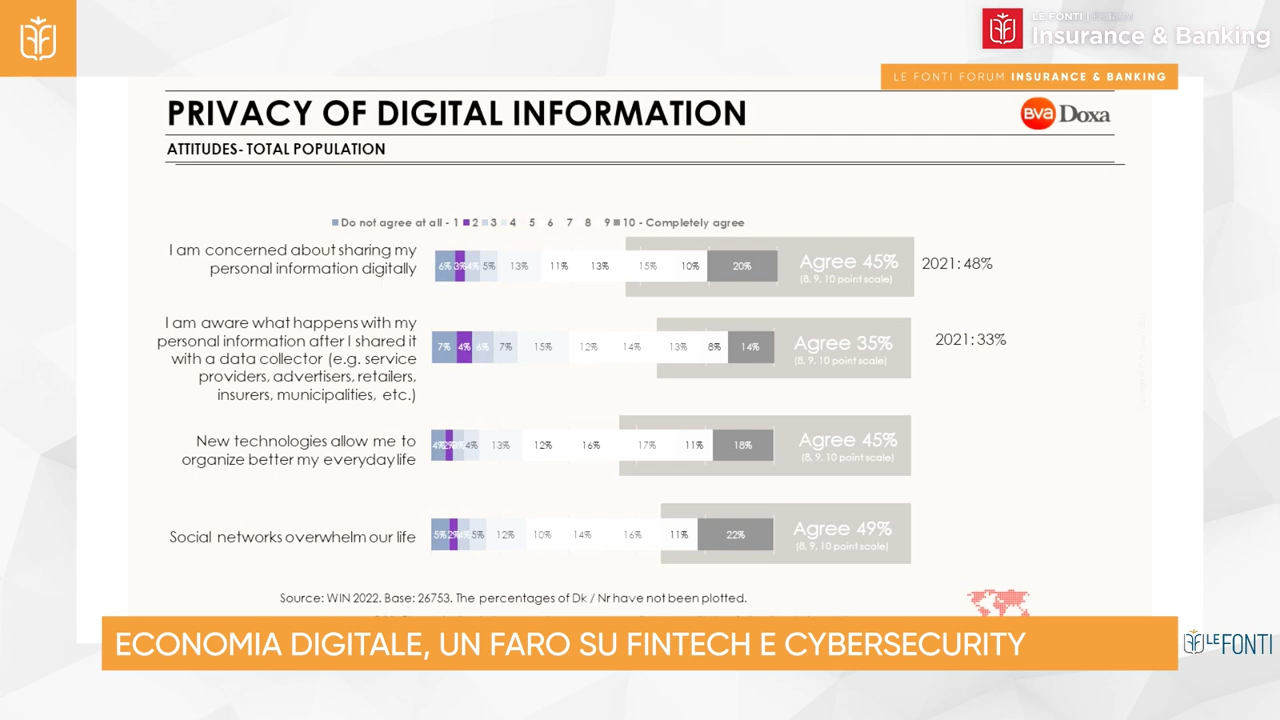 LE FONTI
Insurance & Banking
LE FONTI FORUM INSURANCE & BANKING
PRIVACY OF DIGITAL INFORMATION
BVA Doxa
ATTITUDES- TOTAL POPULATION
Do not agree at all - 1 2 3 4 5 6 7 8 9 10 - Completely agree
I am concerned about sharing my
personal information digitally
6% 3% 4% 5% 13% 11% 13% 15% 10% 20%
Agree 45%
(8, 9, 10 point scale)
2021: 48%
I am aware what happens with my
personal information after I shared it
with a data collector (e.g. service
providers, advertisers, retailers,
insurers, municipalities, etc.)
7% 4% 6% 7% 15% 12% 14% 13% 8% 14%
Agree 35%
(8, 9, 10 point scale)
2021: 33%
New technologies allow me to
organize better my everyday life
4% 2% 3% 4% 13% 12% 16% 17% 11% 18%
Agree 45%
(8, 9, 10 point scale)
Social networks overwhelm our life
5% 2% 4% 5% 12% 10% 14% 16% 11% 22%
Agree 49%
(8, 9, 10 point scale)
Source: WIN 2022. Base: 26753. The percentages of Dk / Nr have not been plotted.
ECONOMIA DIGITALE, UN FARO SU FINTECH E CYBERSECURITY
LE FONTI